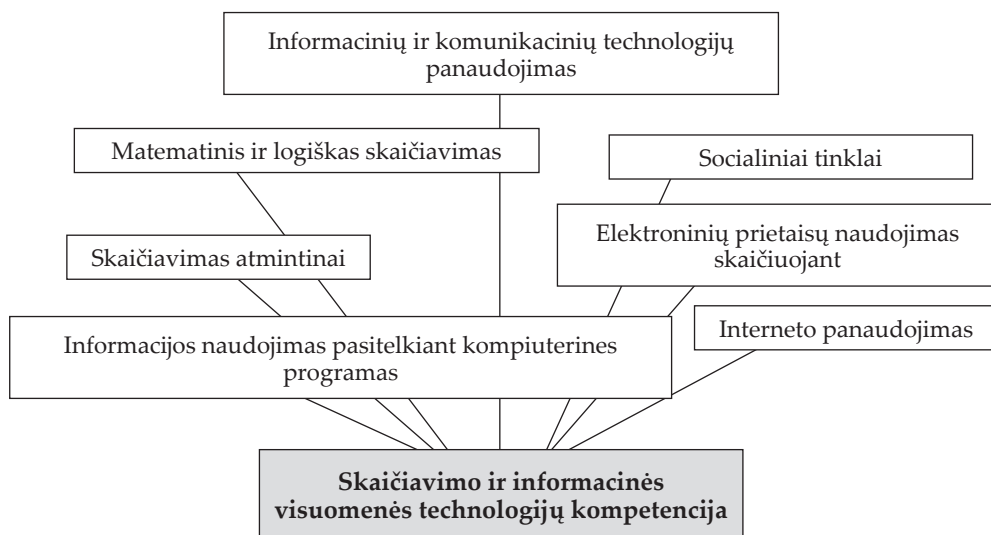 Informacinių ir komunikacinių technologijų
panaudojimas
Matematinis ir logiškas skaičiavimas
Socialiniai tinklai
Elektroninių prietaisų naudojimas
skaičiuojant
Skaičiavimas atmintinai
Interneto panaudojimas
Informacijos naudojimas pasitelkiant kompiuterines
programas
Skaičiavimo ir informacinės
visuomenės technologijų kompetencija